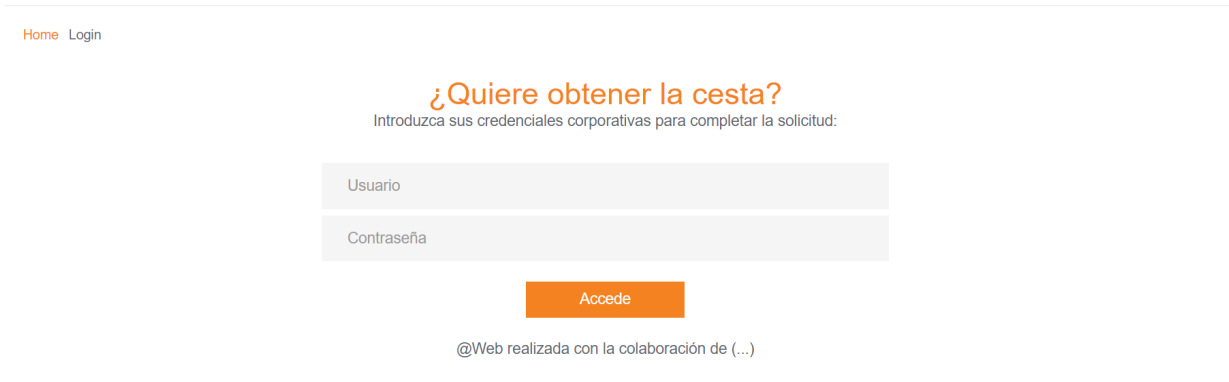 Home Login
¿Quiere obtener la cesta?
Introduzca sus credenciales corporativas para completar la solicitud:
Usuario
Contraseña
Accede
@Web realizada con la colaboración de (...)